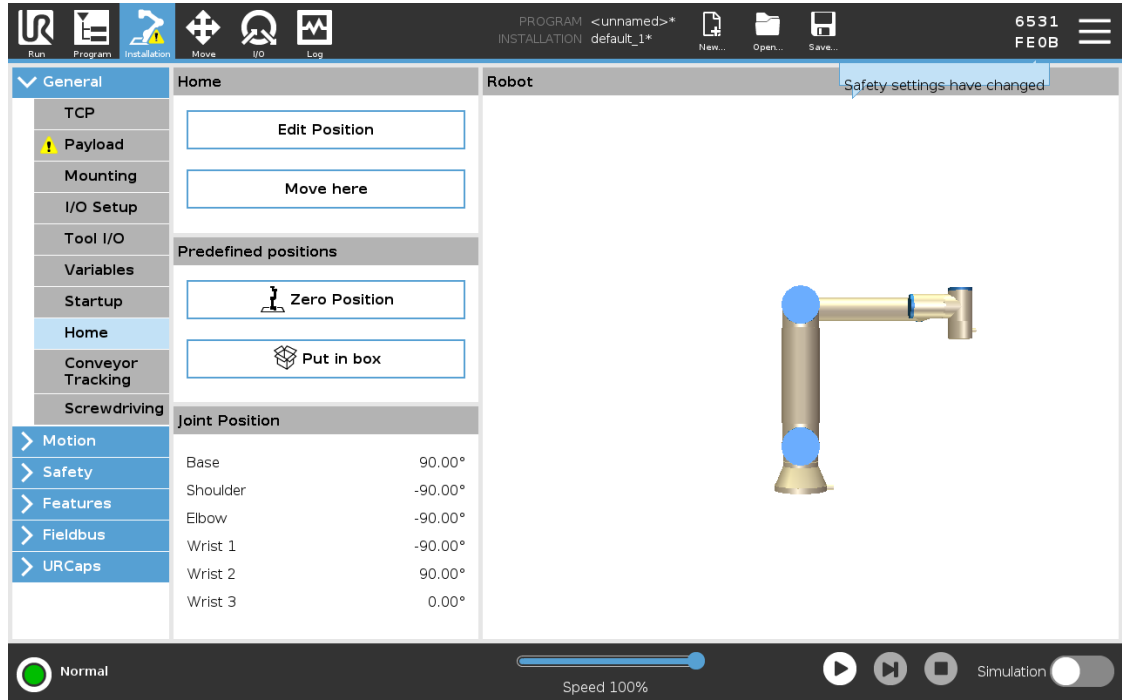 PROGRAM <unnamed>*
INSTALLATION default_1*
Run
Program
Installation
Move
I/O
Log
New...
Open...
Save...
6531
FE0B
Safety settings have changed
General
TCP
Payload
Mounting
I/O Setup
Tool I/O
Variables
Startup
Home
Conveyor
Tracking
Screwdriving
Motion
Safety
Features
Fieldbus
URCaps
Home
Edit Position
Move here
Predefined positions
Zero Position
Put in box
Joint Position
Base 90.00°
Shoulder -90.00°
Elbow -90.00°
Wrist 1 -90.00°
Wrist 2 90.00°
Wrist 3 0.00°
Robot
Normal
Speed 100%
Simulation